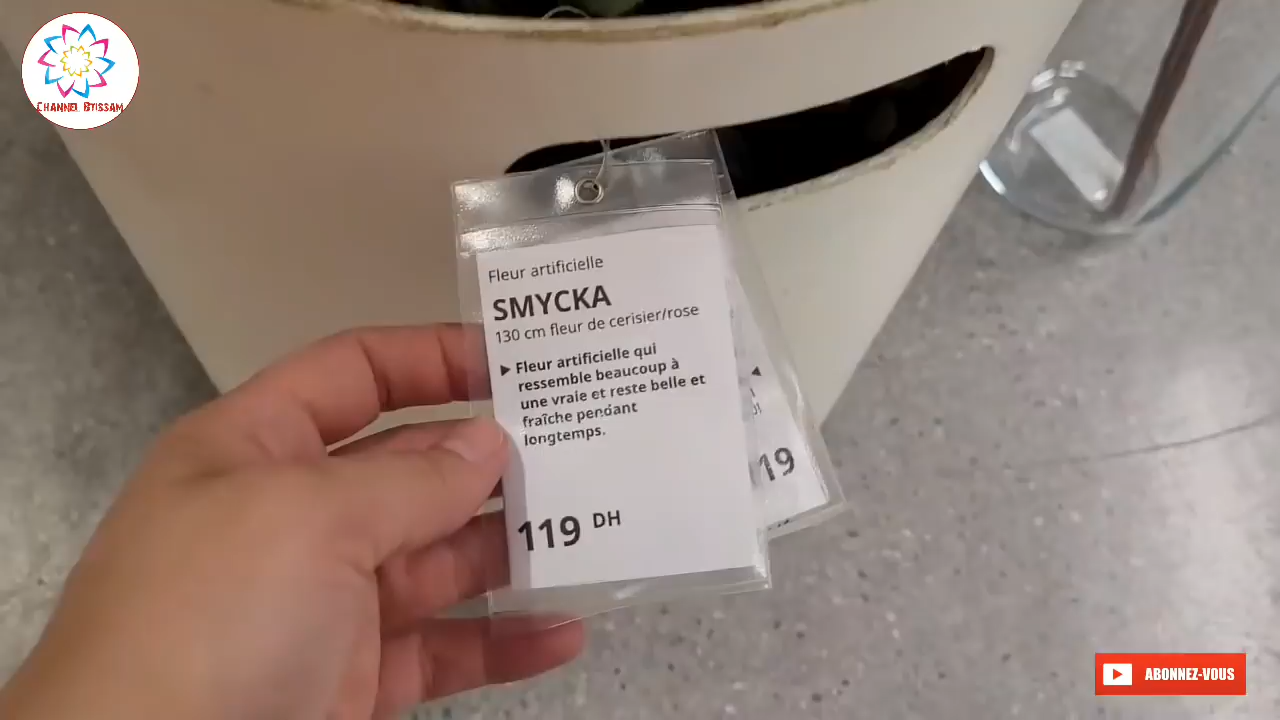 CHANNEL BTISSAM
Fleur artificielle
SMYCKA
130 cm fleur de cerisier/rose
▶ Fleur artificielle qui
ressemble beaucoup à
une vraie et reste belle et
fraîche pendant
longtemps.
119 DH
19
ABONNEZ-VOUS